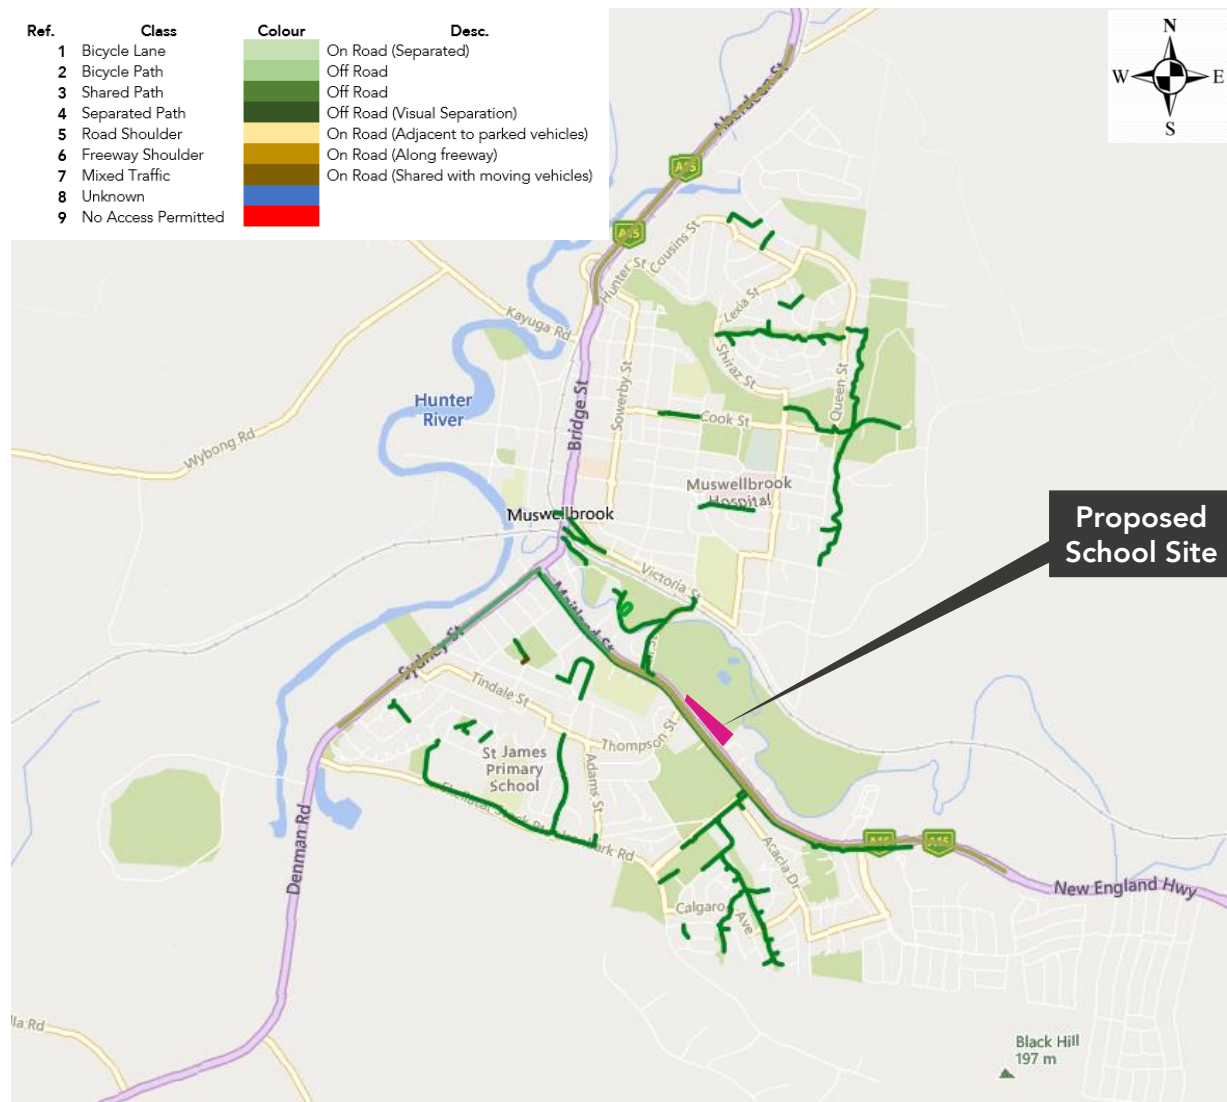 Ref. Class Colour Desc.
1 Bicycle Lane On Road (Separated)
2 Bicycle Path Off Road
3 Shared Path Off Road
4 Separated Path Off Road (Visual Separation)
5 Road Shoulder On Road (Adjacent to parked vehicles)
6 Freeway Shoulder On Road (Along freeway)
7 Mixed Traffic On Road (Shared with moving vehicles)
8 Unknown
9 No Access Permitted
N
W E
S
Aberdeen St
A15
A15
Cousins St
Hunter St
Lexia St
Kayuga Rd
Shiraz St
Queen St
Hunter
River
Bridge St
Sowerby St
Cook St
Wybong Rd
Muswellbrook
Hospital
Muswellbrook
Proposed
School Site
Victoria St
Maitland St
Sydney St
Tindale St
Thompson St
St James
Primary
School
Adams St
Denman Rd
Acacia Dr
A15
A15
New England Hwy
Calgaro
Ave
lla Rd
Black Hill
197 m